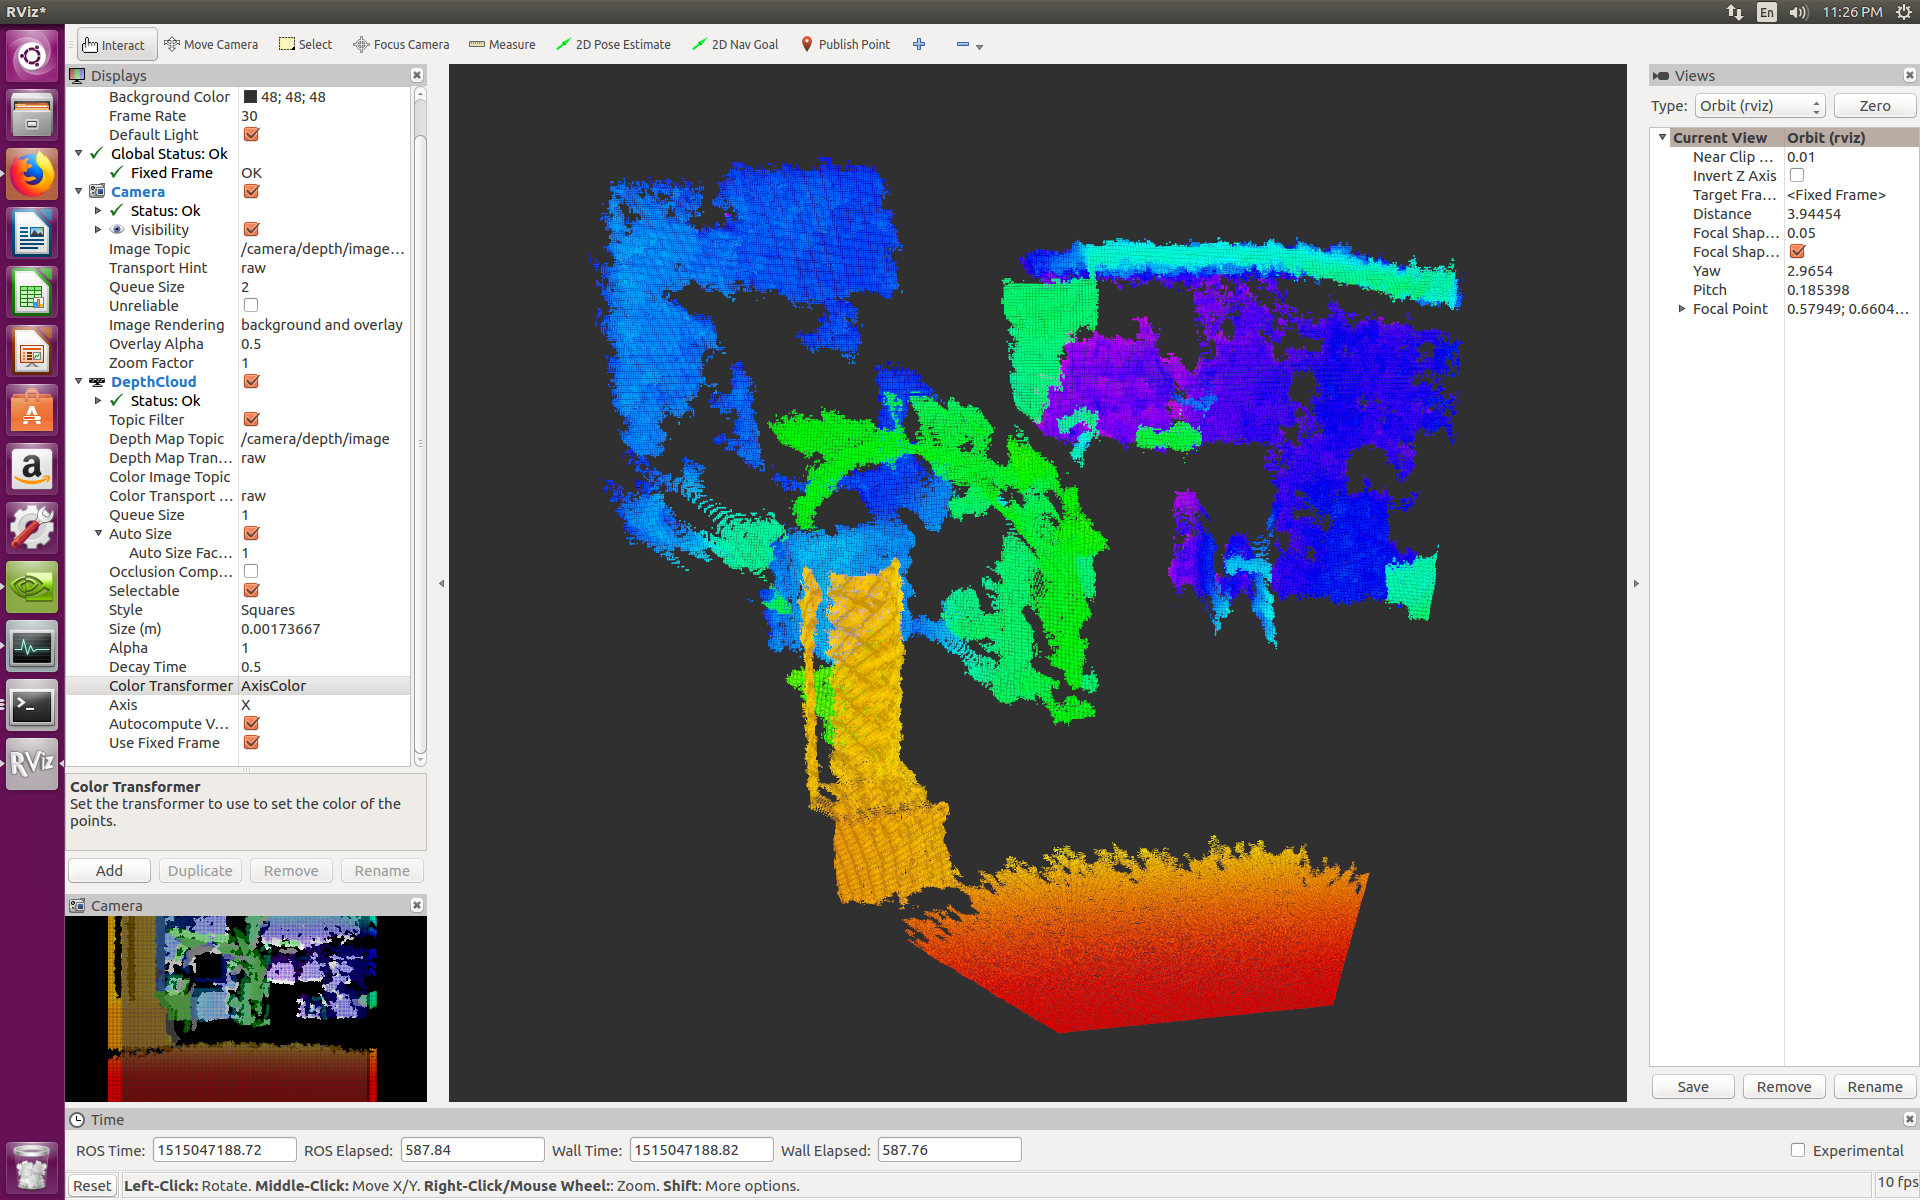 RViz*
En
11:26 PM
Interact
Move Camera
Select
Focus Camera
Measure
2D Pose Estimate
2D Nav Goal
Publish Point
Displays
Background Color 48; 48; 48
Frame Rate 30
Default Light
Global Status: Ok
Fixed Frame OK
Camera
Status: Ok
Visibility
Image Topic /camera/depth/image...
Transport Hint raw
Queue Size 2
Unreliable
Image Rendering background and overlay
Overlay Alpha 0.5
Zoom Factor 1
DepthCloud
Status: Ok
Topic Filter
Depth Map Topic /camera/depth/image
Depth Map Tran... raw
Color Image Topic
Color Transport ... raw
Queue Size 1
Auto Size
Auto Size Fac... 1
Occlusion Comp...
Selectable
Style Squares
Size (m) 0.00173667
Alpha 1
Decay Time 0.5
Color Transformer AxisColor
Axis X
Autocompute V...
Use Fixed Frame
Color Transformer
Set the transformer to use to set the color of the
points.
Add Duplicate Remove Rename
Camera
RViz
Views
Type: Orbit (rviz) Zero
Current View Orbit (rviz)
Near Clip ... 0.01
Invert Z Axis
Target Fra... <Fixed Frame>
Distance 3.94454
Focal Shap... 0.05
Focal Shap...
Yaw 2.9654
Pitch 0.185398
Focal Point 0.57949; 0.6604...
Save Remove Rename
Time
ROS Time: 1515047188.72 ROS Elapsed: 587.84 Wall Time: 1515047188.82 Wall Elapsed: 587.76 Experimental
Reset Left-Click: Rotate. Middle-Click: Move X/Y. Right-Click/Mouse Wheel:: Zoom. Shift: More options. 10 fps